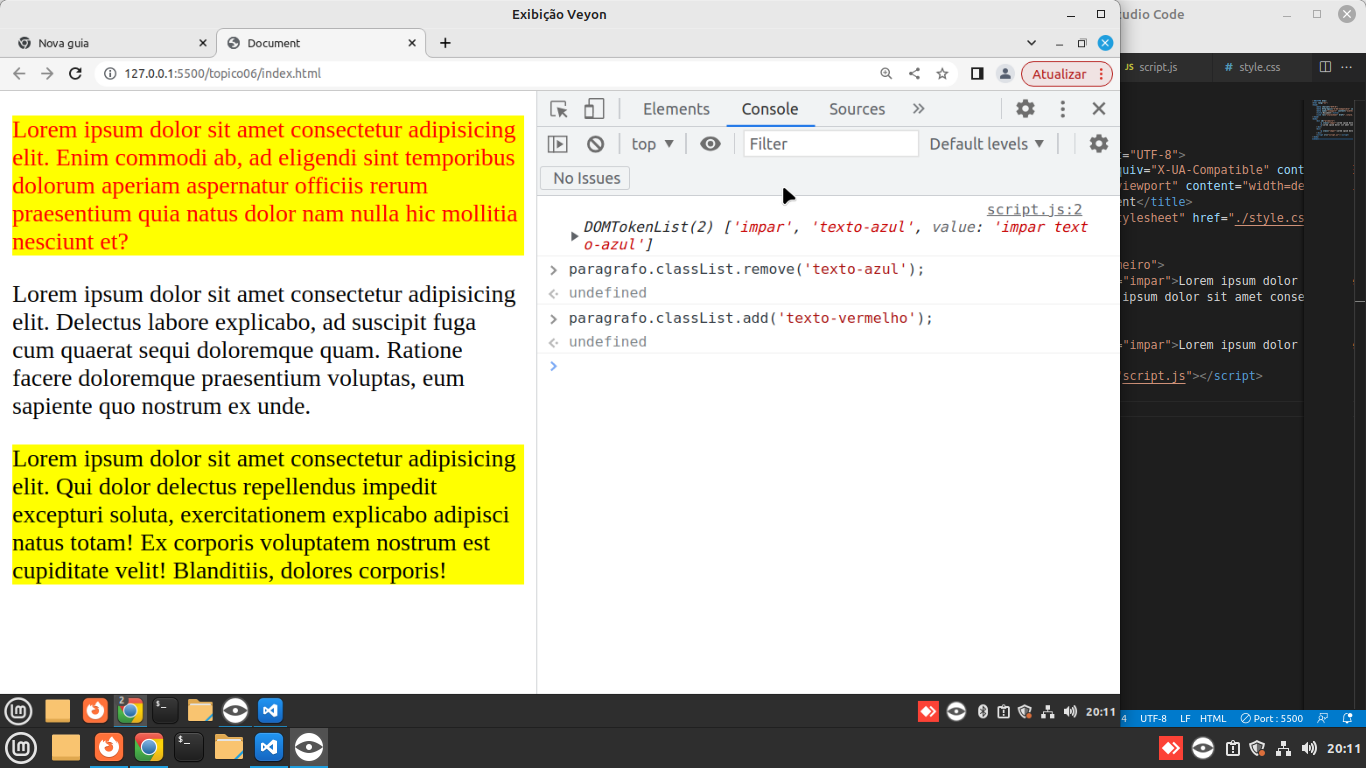 Exibição Veyon
tudio Code
Nova guia
Document
127.0.0.1:5500/topico06/index.html
Atualizar
JS script.js
# style.css
Lorem ipsum dolor sit amet consectetur adipisicing
elit. Enim commodi ab, ad eligendi sint temporibus
dolorum aperiam aspernatur officiis rerum
praesentium quia natus dolor nam nulla hic mollitia
nesciunt et?
Lorem ipsum dolor sit amet consectetur adipisicing
elit. Delectus labore explicabo, ad suscipit fuga
cum quaerat sequi doloremque quam. Ratione
facere doloremque praesentium voluptas, eum
sapiente quo nostrum ex unde.
Lorem ipsum dolor sit amet consectetur adipisicing
elit. Qui dolor delectus repellendus impedit
excepturi soluta, exercitationem explicabo adipisci
natus totam! Ex corporis voluptatem nostrum est
cupiditate velit! Blanditiis, dolores corporis!
Elements Console Sources
top Filter Default levels
No Issues
script.js:2
DOMTokenList(2) ['impar', 'texto-azul', value: 'impar text
o-azul']
paragrafo.classList.remove('texto-azul');
undefined
paragrafo.classList.add('texto-vermelho');
undefined
="UTF-8">
quiv="X-UA-Compatible" cont
viewport" content="width=de
ent</title>
tylesheet" href="./style.cs
meiro">
="impar">Lorem ipsum dolor
ipsum dolor sit amet conse
="impar">Lorem ipsum dolor
script.js"></script>
2
20:11
4 UTF-8 LF HTML Port : 5500
20:11